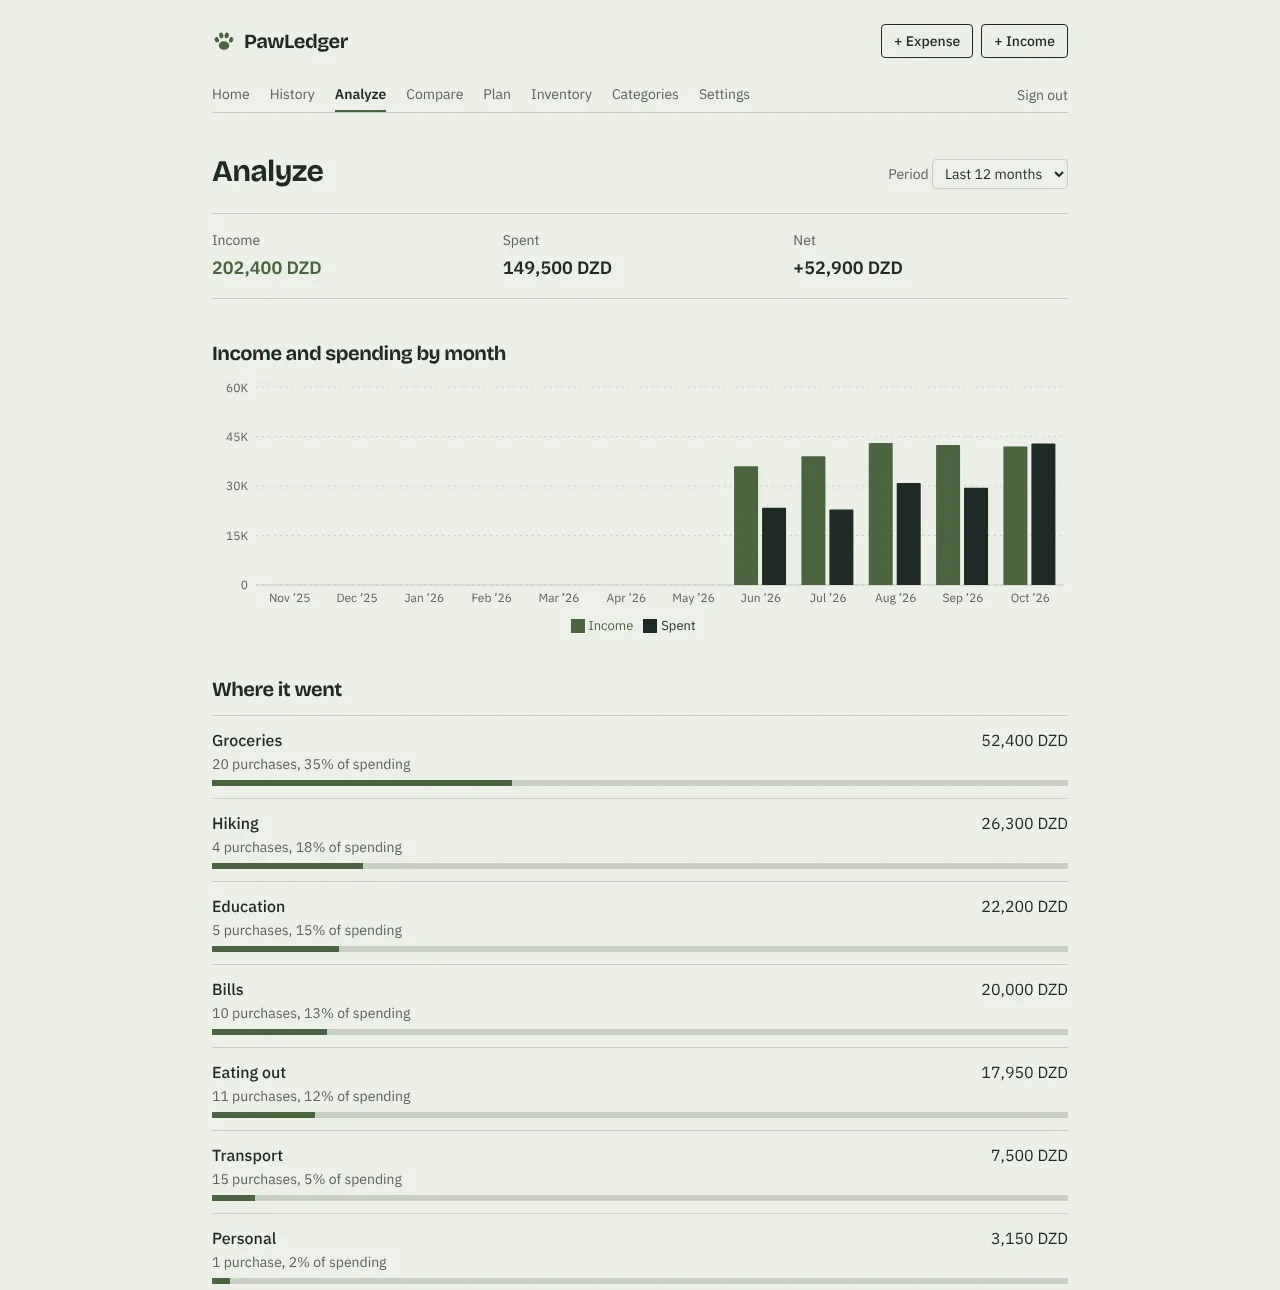 PawLedger
+ Expense
+ Income
Home History Analyze Compare Plan Inventory Categories Settings Sign out
Analyze
Period Last 12 months
Income Spent Net
202,400 DZD 149,500 DZD +52,900 DZD
Income and spending by month
60K
45K
30K
15K
0
Nov ’25 Dec ’25 Jan ’26 Feb ’26 Mar ’26 Apr ’26 May ’26 Jun ’26 Jul ’26 Aug ’26 Sep ’26 Oct ’26
Income Spent
Where it went
Groceries 52,400 DZD
20 purchases, 35% of spending
Hiking 26,300 DZD
4 purchases, 18% of spending
Education 22,200 DZD
5 purchases, 15% of spending
Bills 20,000 DZD
10 purchases, 13% of spending
Eating out 17,950 DZD
11 purchases, 12% of spending
Transport 7,500 DZD
15 purchases, 5% of spending
Personal 3,150 DZD
1 purchase, 2% of spending